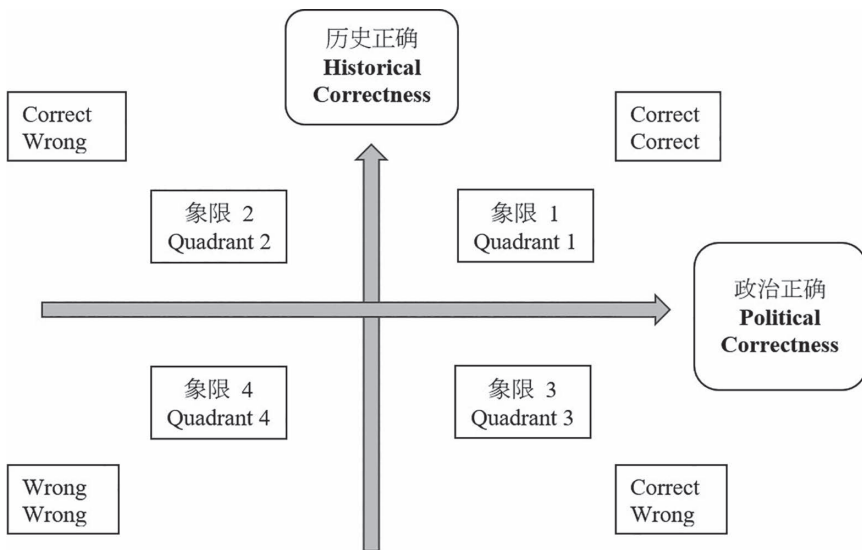 历史正确
Historical
Correctness
Correct
Wrong
Correct
Correct
象限 2
Quadrant 2
象限 1
Quadrant 1
政治正确
Political
Correctness
象限 4
Quadrant 4
象限 3
Quadrant 3
Wrong
Wrong
Correct
Wrong